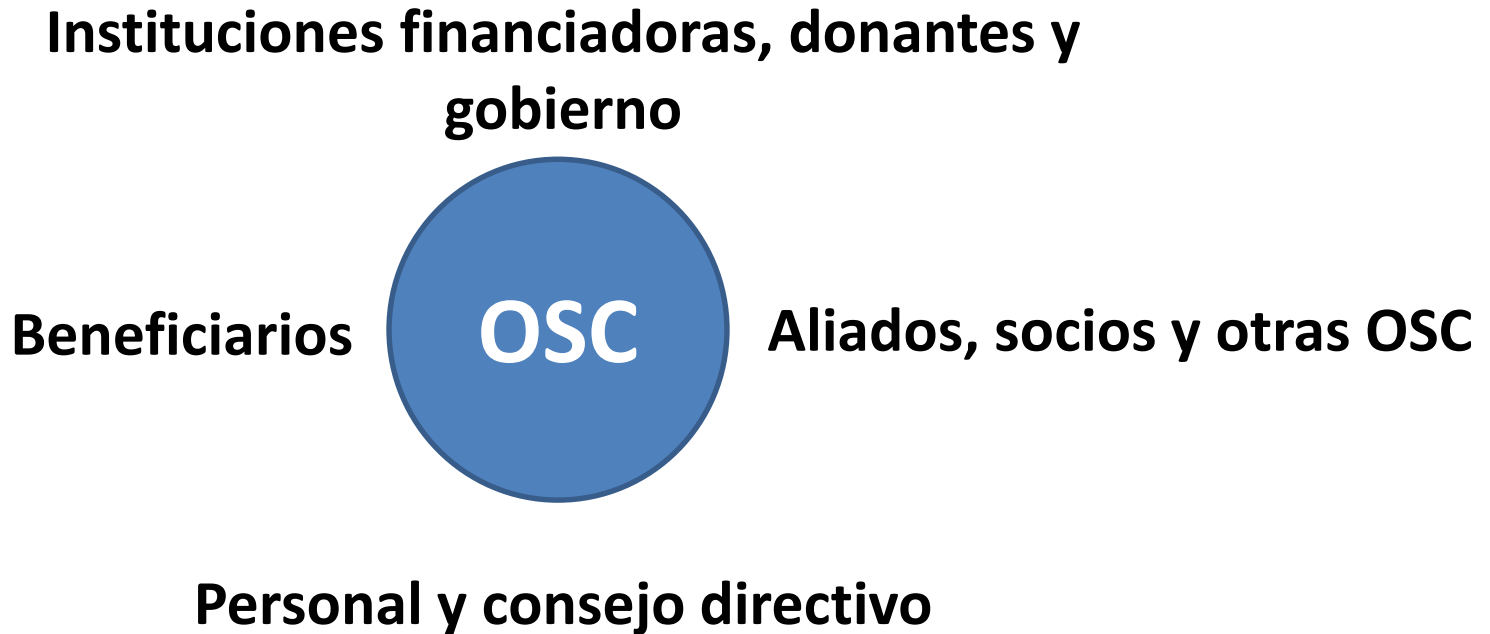 Instituciones financiadoras, donantes y
gobierno
Beneficiarios
OSC
Aliados, socios y otras OSC
Personal y consejo directivo